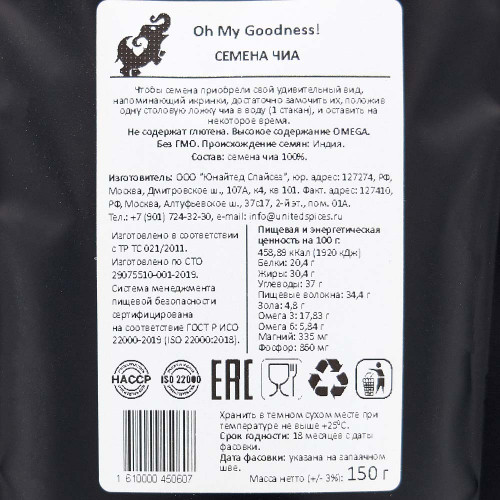 Oh My Goodness!
СЕМЕНА ЧИА
Чтобы семена приобрели свой удивительный вид,
напоминающий икринки, достаточно замочить их, положив
одну столовую ложку чиа в воду (1 стакан), и оставить на
некоторое время.
Не содержат глютена. Высокое содержание OMEGA.
Без ГМО. Происхождение семян: Индия.
Состав: семена чиа 100%.
Изготовитель: ООО "Юнайтед Спайсез", юр. адрес: 127274, РФ,
Москва, Дмитровское ш., 107А, к4, кв 101. Факт. адрес: 127410,
РФ, Москва, Алтуфьевское ш., 37с17, 2-й эт., пом. 01А.
Тел.: +7 (901) 724-32-30, e-mail: info@unitedspices.ru
Изготовлено в соответствии
с ТР ТС 021/2011.
Изготовлено по СТО
29075510-001-2019.
Система менеджмента
пищевой безопасности
сертифицирована
на соответствие ГОСТ Р ИСО
22000-2019 (ISO 22000:2018).
Пищевая и энергетическая
ценность на 100 г:
458,89 кКал (1920 кДж)
Белки: 20,4 г
Жиры: 30,4 г
Углеводы: 37 г
Пищевые волокна: 34,4 г
Зола: 4,8 г
Омега 3: 17,83 г
Омега 6: 5,84 г
Магний: 335 мг
Фосфор: 860 мг
HACCP
ISO 22000
EAC
Хранить в темном сухом месте при
температуре не выше +25⁰С.
Срок годности: 18 месяцев с даты
фасовки.
Дата фасовки: указана на запаячном
шве.
Масса нетто (+/- 3%): 150 г
1 610000 450607